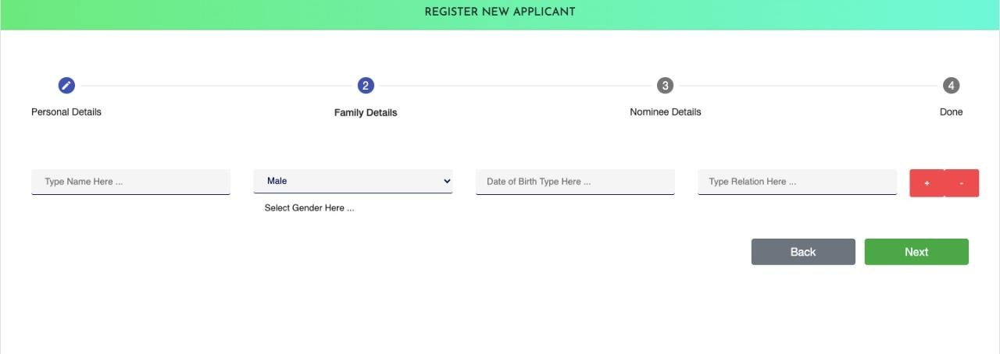 REGISTER NEW APPLICANT
2 3 4
Personal Details Family Details Nominee Details Done
Type Name Here ... Male Date of Birth Type Here ... Type Relation Here ... + -
Select Gender Here ...
Back Next